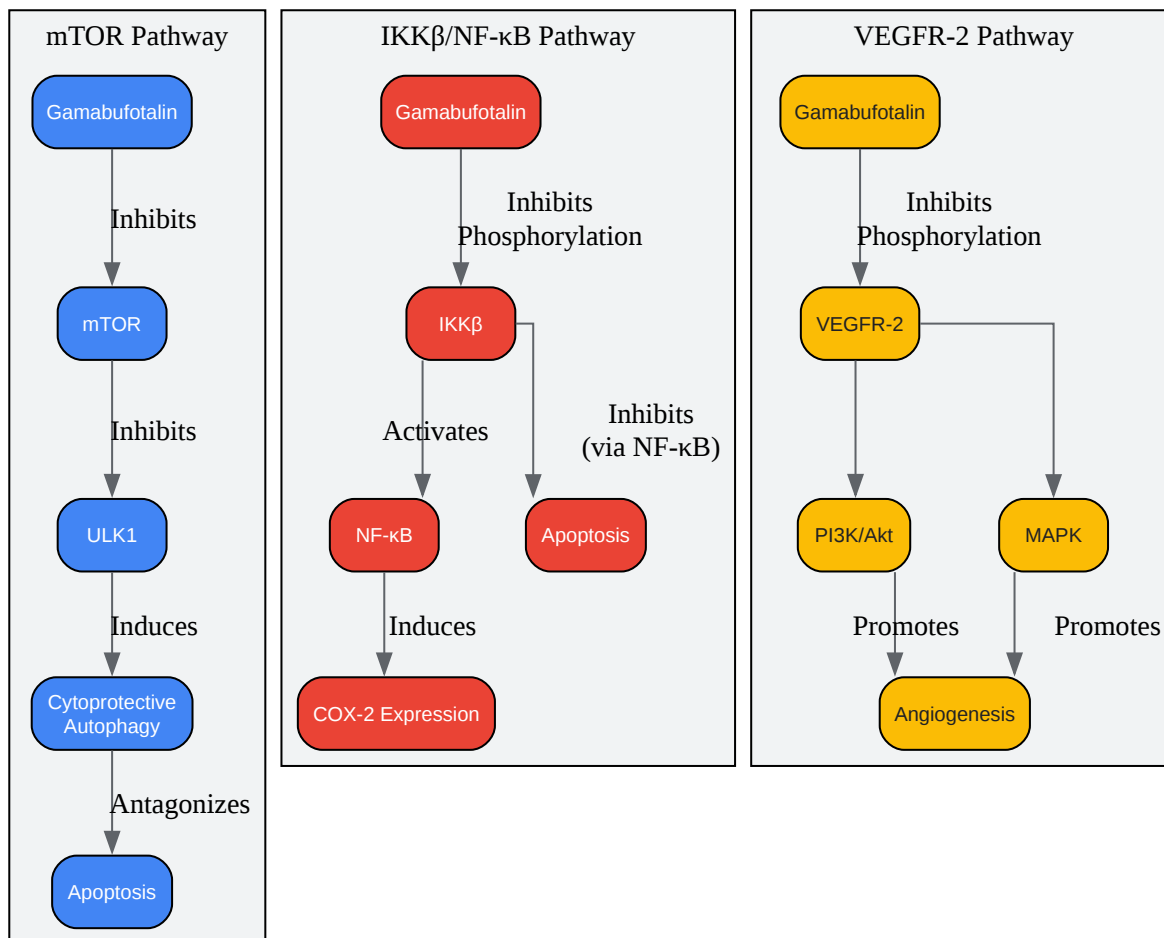 mTOR Pathway
Gamabufotalin
Inhibits
mTOR
Inhibits
ULK1
Induces
Cytoprotective
Autophagy
Antagonizes
Apoptosis
IKKβ/NF-κB Pathway
Gamabufotalin
Inhibits
Phosphorylation
IKKβ
Activates
Inhibits
(via NF-κB)
NF-κB
Apoptosis
Induces
COX-2 Expression
VEGFR-2 Pathway
Gamabufotalin
Inhibits
Phosphorylation
VEGFR-2
PI3K/Akt
MAPK
Promotes
Promotes
Angiogenesis